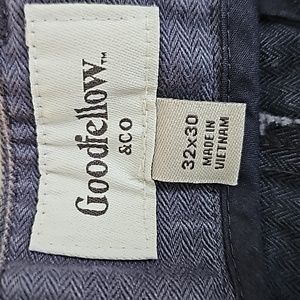 Goodfellow™
& CO
32x30
MADE IN
VIETNAM